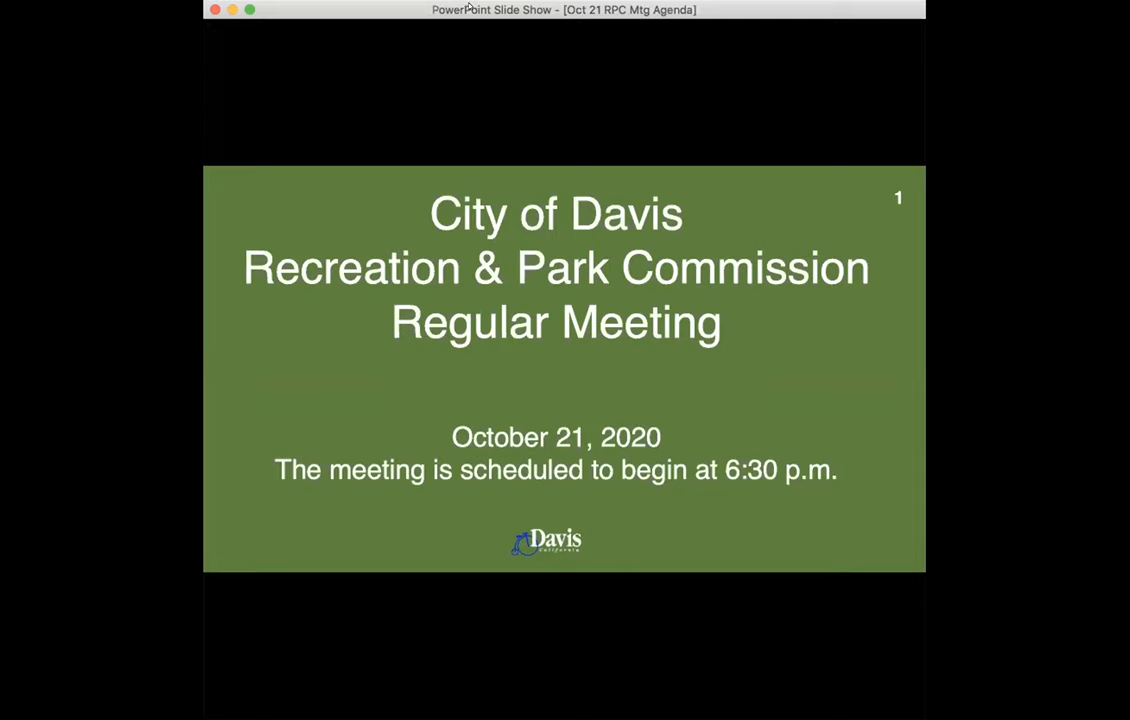 PowerPoint Slide Show - [Oct 21 RPC Mtg Agenda]
1
City of Davis
Recreation & Park Commission
Regular Meeting
October 21, 2020
The meeting is scheduled to begin at 6:30 p.m.
Davis
California